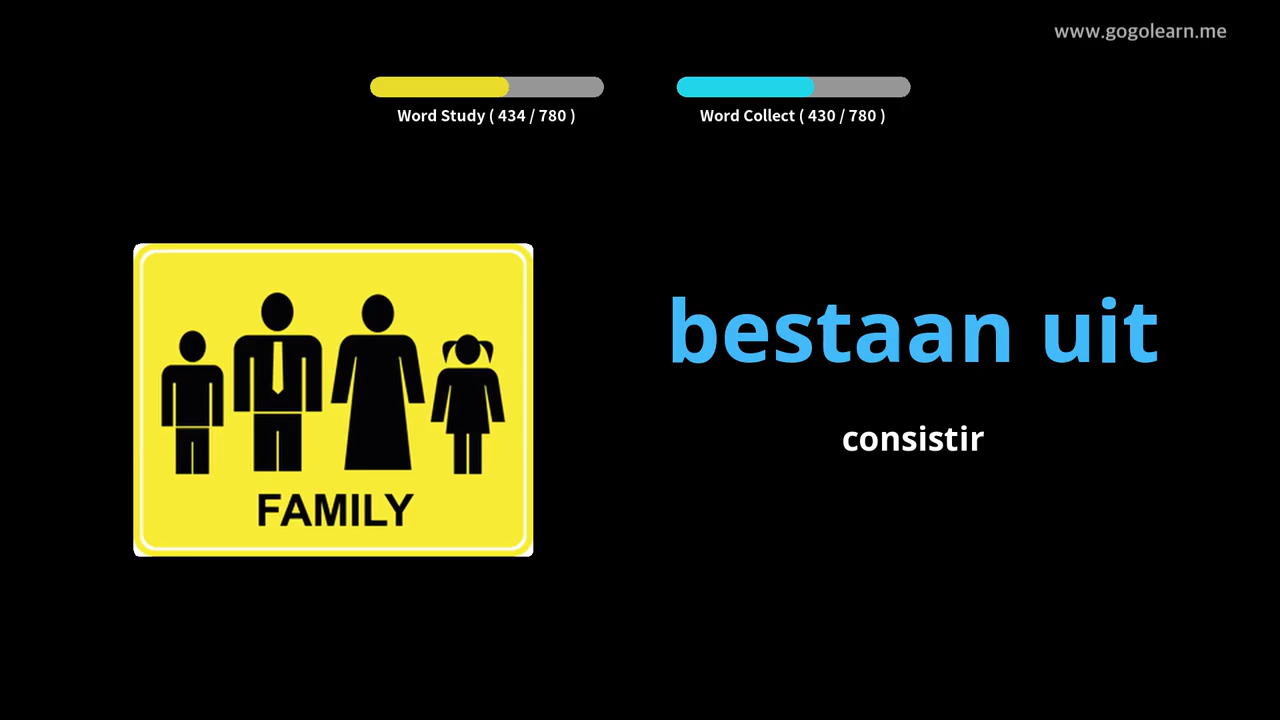 www.gogolearn.me
Word Study ( 434 / 780 )
Word Collect ( 430 / 780 )
FAMILY
bestaan uit
consistir